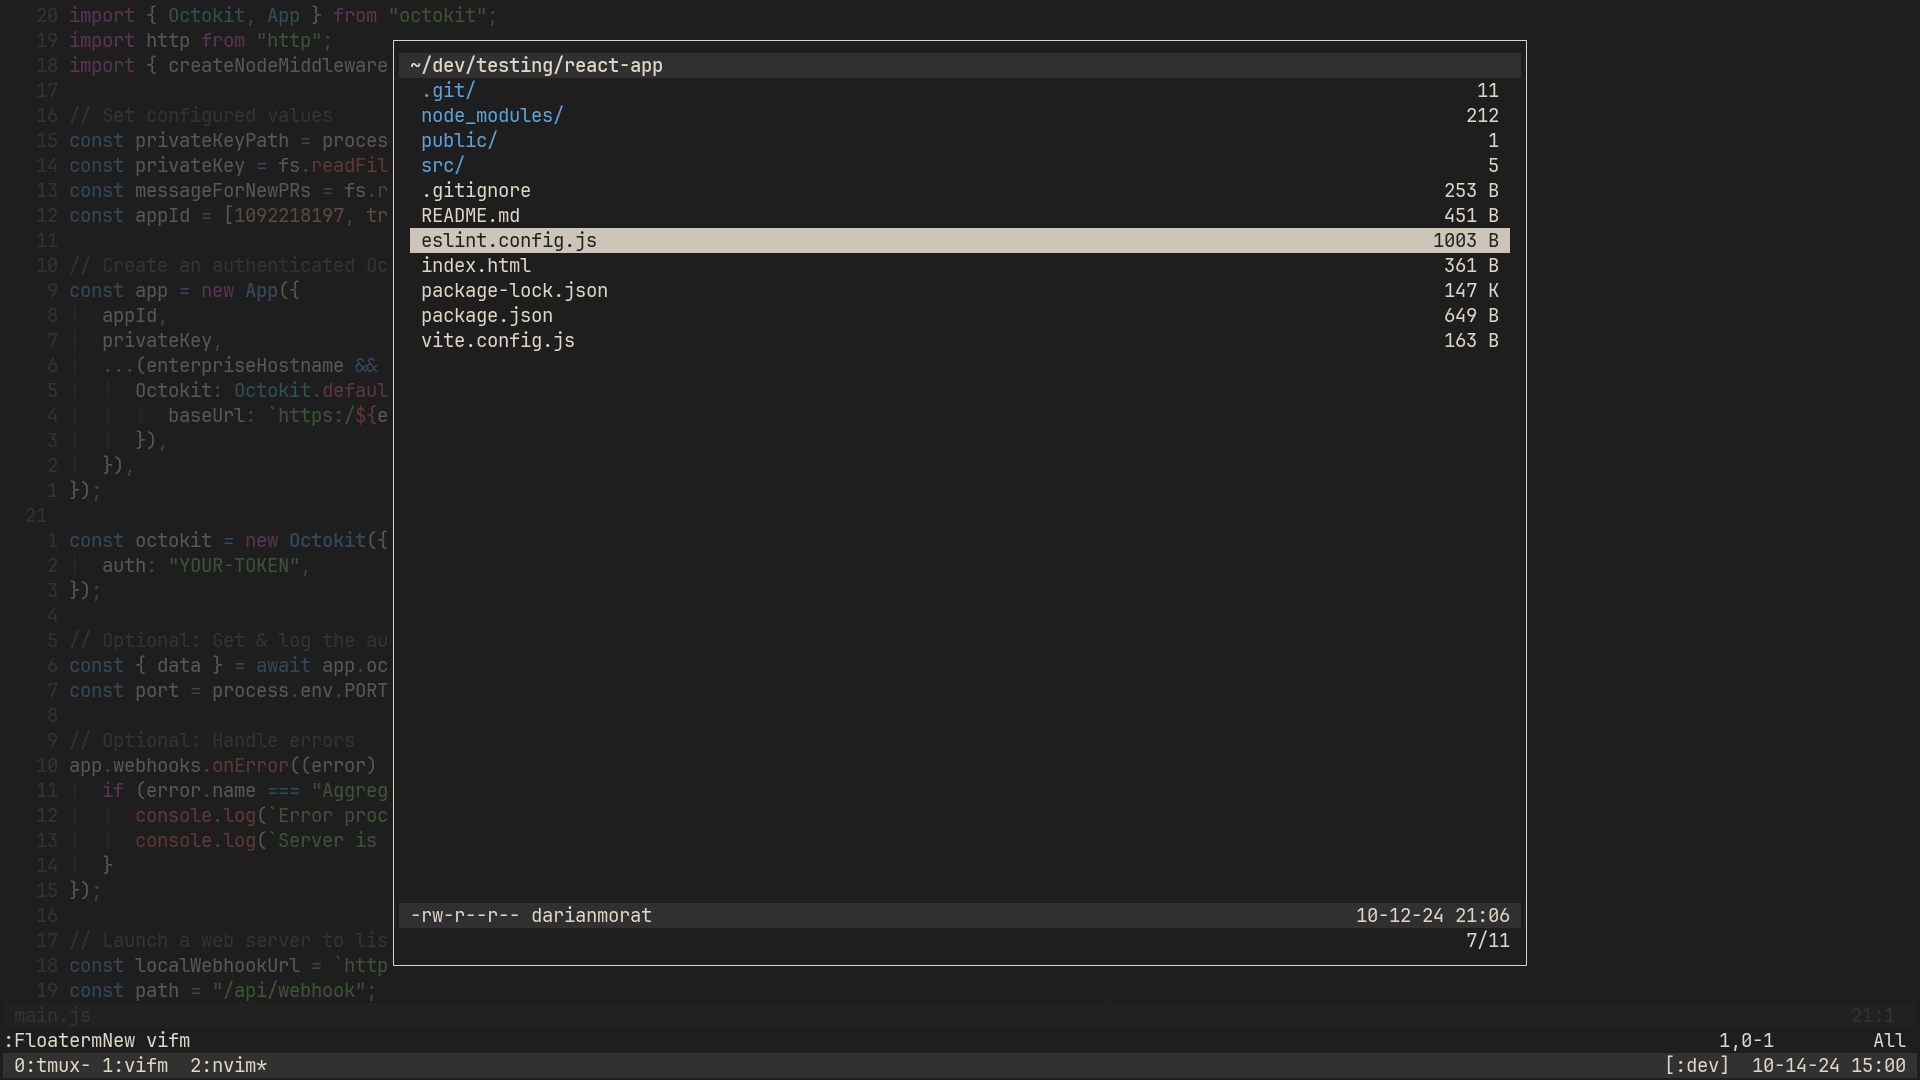 20 import { Octokit, App } from "octokit";
19 import http from "http";
18 import { createNodeMiddleware
17
16 // Set configured values
15 const privateKeyPath = proces
14 const privateKey = fs.readFil
13 const messageForNewPRs = fs.r
12 const appId = [1092218197, tr
11
10 // Create an authenticated Oc
9 const app = new App({
8 appId,
7 privateKey,
6 ...(enterpriseHostname &&
5 Octokit: Octokit.defaul
4 baseUrl: `https:/${e
3 }),
2 }),
1 });
21
1 const octokit = new Octokit({
2 auth: "YOUR-TOKEN",
3 });
4
5 // Optional: Get & log the au
6 const { data } = await app.oc
7 const port = process.env.PORT
8
9 // Optional: Handle errors
10 app.webhooks.onError((error)
11 if (error.name === "Aggreg
12 console.log(`Error proc
13 console.log(`Server is
14 }
15 });
16
17 // Launch a web server to lis
18 const localWebhookUrl = `http
19 const path = "/api/webhook";
~/dev/testing/react-app
.git/ 11
node_modules/ 212
public/ 1
src/ 5
.gitignore 253 B
README.md 451 B
eslint.config.js 1003 B
index.html 361 B
package-lock.json 147 K
package.json 649 B
vite.config.js 163 B
-rw-r--r-- darianmorat 10-12-24 21:06
7/11
main.js 21:1
:FloatermNew vifm 1,0-1 All
0:tmux- 1:vifm 2:nvim* [:dev] 10-14-24 15:00